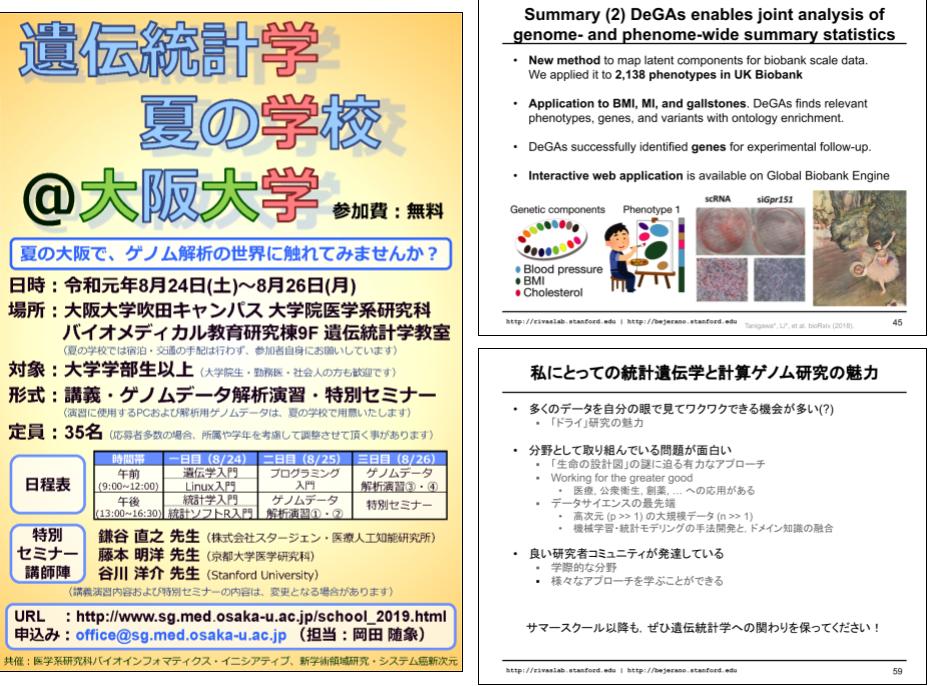 遺伝統計学
夏の学校
@大阪大学
参加費：無料
夏の大阪で、ゲノム解析の世界に触れてみませんか？
日時：令和元年8月24日(土)～8月26日(月)
場所：大阪大学吹田キャンパス 大学院医学系研究科
バイオメディカル教育研究棟9F 遺伝統計学教室
（夏の学校では宿泊・交通の手配は行わず、参加者自身にお願いしています）
対象：大学学部生以上（大学院生・勤務医・社会人の方も歓迎です）
形式：講義・ゲノムデータ解析演習・特別セミナー
（演習に使用するPCおよび解析用ゲノムデータは、夏の学校で用意いたします）
定員：35名（応募者多数の場合、所属や学年を考慮して調整させて頂く事があります）
日程表
時間帯 一日目（8/24） 二日目（8/25） 三日目（8/26）
午前 遺伝学入門 プログラミング ゲノムデータ
(9:00~12:00) Linux入門 入門 解析演習③・④
午後 統計学入門 ゲノムデータ 特別セミナー
(13:00~16:30) 統計ソフトR入門 解析演習①・②
特別
セミナー
講師陣
鎌谷 直之 先生（株式会社スタージェン・医療人工知能研究所）
藤本 明洋 先生（京都大学医学研究科）
谷川 洋介 先生（Stanford University）
（講義演習内容および特別セミナーの内容は、変更となる場合があります）
URL ：http://www.sg.med.osaka-u.ac.jp/school_2019.html
申込み：office@sg.med.osaka-u.ac.jp （担当：岡田 随象）
共催：医学系研究科バイオインフォマティクス・イニシアティブ、新学術領域研究・システム癌新次元
Summary (2) DeGAs enables joint analysis of
genome- and phenome-wide summary statistics
• New method to map latent components for biobank scale data.
We applied it to 2,138 phenotypes in UK Biobank
• Application to BMI, MI, and gallstones. DeGAs finds relevant
phenotypes, genes, and variants with ontology enrichment.
• DeGAs successfully identified genes for experimental follow-up.
• Interactive web application is available on Global Biobank Engine
Genetic components Phenotype 1 scRNA siGpr151
Blood pressure
BMI
Cholesterol
http://rivaslab.stanford.edu | http://bejerano.stanford.edu
Tanigawa*, Li*, et al. bioRxiv (2018).
45
私にとっての統計遺伝学と計算ゲノム研究の魅力
• 多くのデータを自分の眼で見てワクワクできる機会が多い(?)
▪ 「ドライ」研究の魅力
• 分野として取り組んでいる問題が面白い
▪ 「生命の設計図」の謎に迫る有力なアプローチ
▪ Working for the greater good
• 医療, 公衆衛生, 創薬, … への応用がある
▪ データサイエンスの最先端
• 高次元 (p >> 1) の大規模データ (n >> 1)
• 機械学習・統計モデリングの手法開発と, ドメイン知識の融合
• 良い研究者コミュニティが発達している
▪ 学際的な分野
▪ 様々なアプローチを学ぶことができる
サマースクール以降も, ぜひ遺伝統計学への関わりを保ってください！
http://rivaslab.stanford.edu | http://bejerano.stanford.edu
59